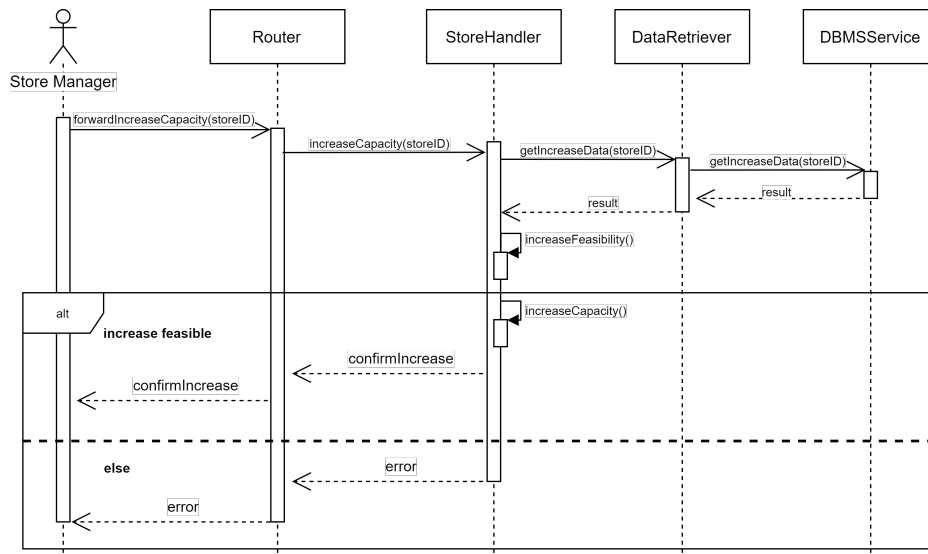 Router
StoreHandler
DataRetriever
DBMSService
Store Manager
forwardIncreaseCapacity(storeID)
increaseCapacity(storeID)
getIncreaseData(storeID)
getIncreaseData(storeID)
result
result
increaseFeasibility()
alt
increaseCapacity()
increase feasible
confirmIncrease
confirmIncrease
else
error
error